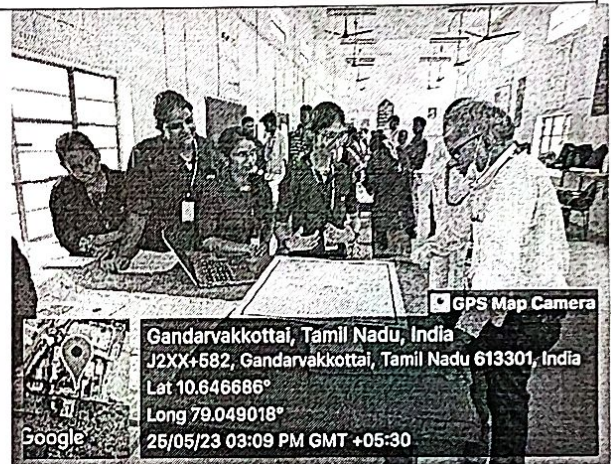 GPS Map Camera
Gandarvakkottai, Tamil Nadu, India
J2XX+582, Gandarvakkottai, Tamil Nadu 613301, India
Lat 10.646686°
Long 79.049018°
25/05/23 03:09 PM GMT +05:30
Google